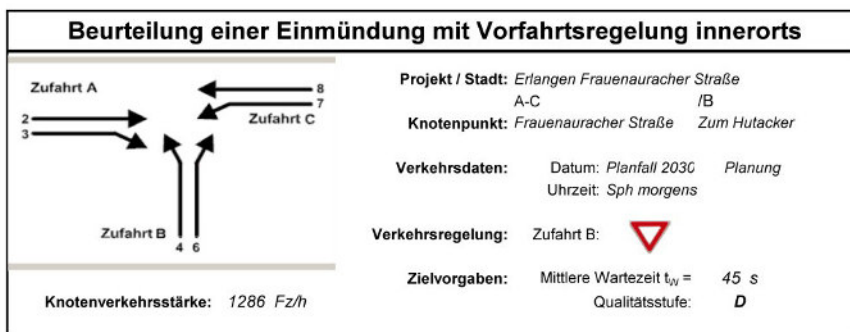 Beurteilung einer Einmündung mit Vorfahrtsregelung innerorts
Zufahrt A
2
3
8
7
Zufahrt C
Zufahrt B
4 6
Knotenverkehrsstärke: 1286 Fz/h
Projekt / Stadt: Erlangen Frauenauracher Straße
A-C /B
Knotenpunkt: Frauenauracher Straße Zum Hutacker
Verkehrsdaten: Datum: Planfall 2030 Planung
Uhrzeit: Sph morgens
Verkehrsregelung: Zufahrt B:
Zielvorgaben: Mittlere Wartezeit tW = 45 s
Qualitätsstufe: D